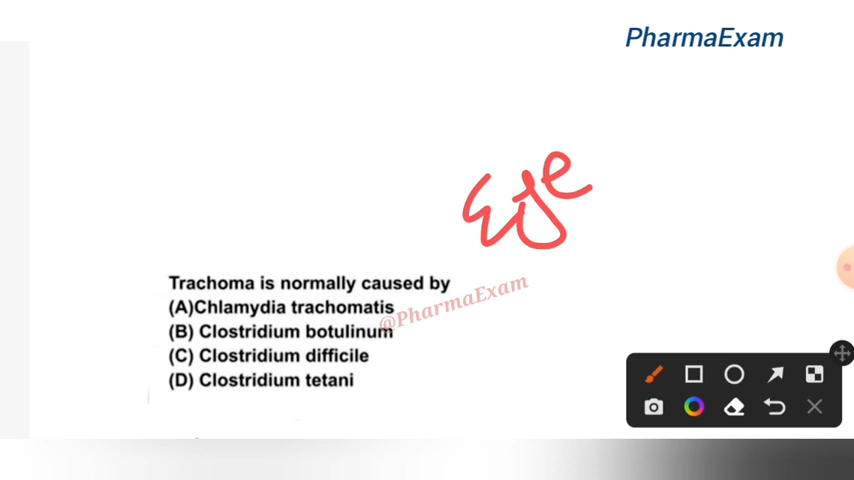 PharmaExam
Eye
Trachoma is normally caused by
(A)Chlamydia trachomatis
@PharmaExam
(B) Clostridium botulinum
(C) Clostridium difficile
(D) Clostridium tetani